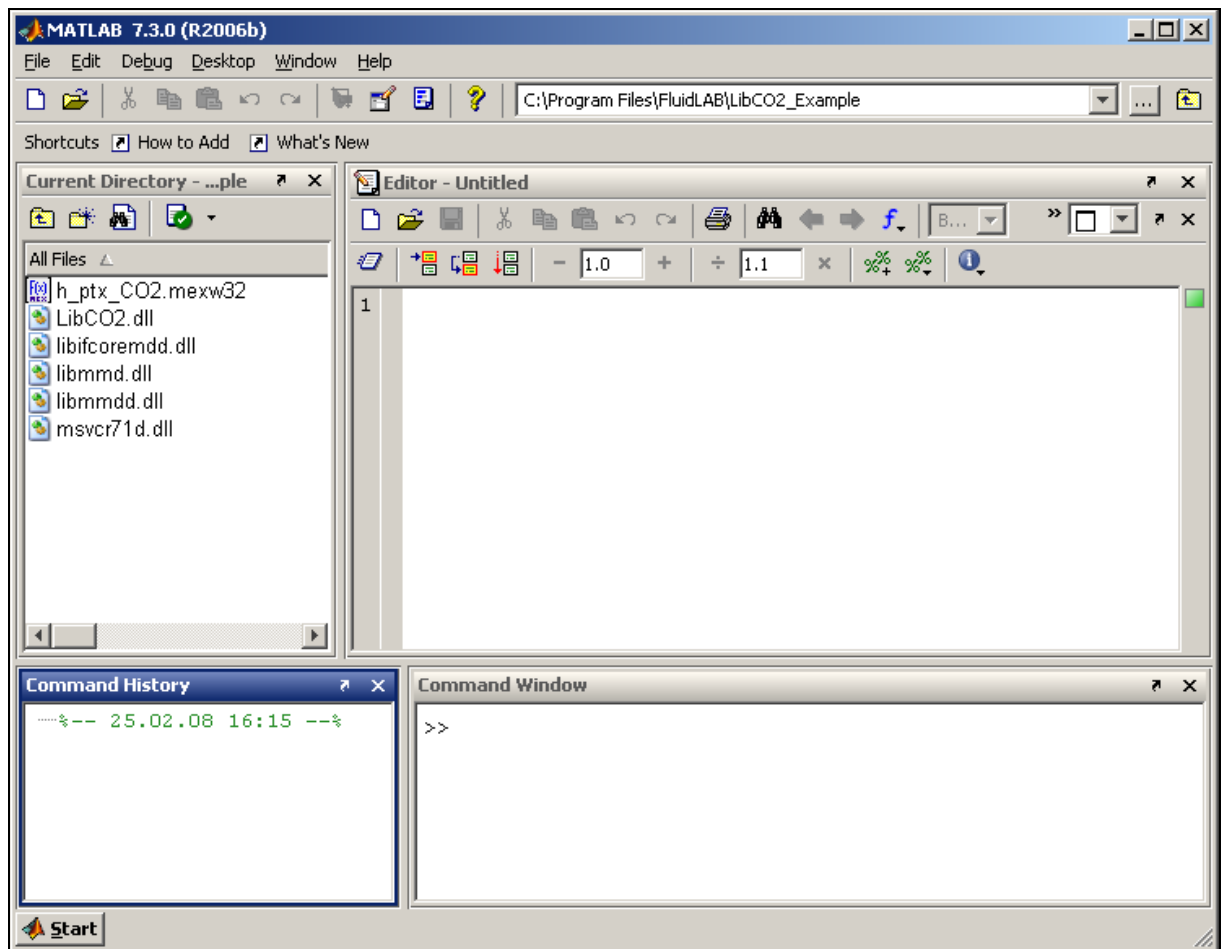 MATLAB 7.3.0 (R2006b)
File Edit Debug Desktop Window Help
C:\Program Files\FluidLAB\LibCO2_Example ...
Shortcuts How to Add What's New
Current Directory - ...ple
All Files
h_ptx_CO2.mexw32
LibCO2.dll
libifcoremdd.dll
libmmd.dll
libmmdd.dll
msvcr71d.dll
Editor - Untitled
B... »
− 1.0 + ÷ 1.1 ×
1
Command History
%-- 25.02.08 16:15 --%
Command Window
>>
Start